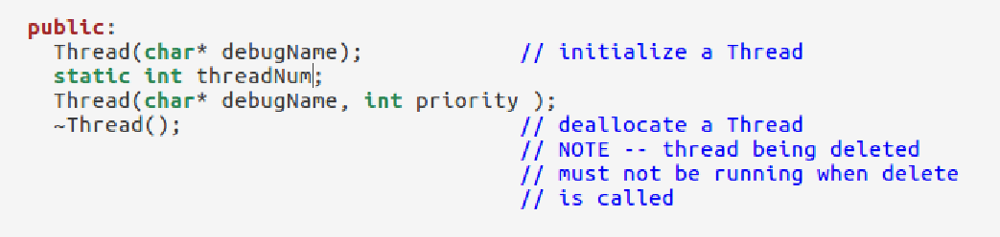 public:
Thread(char* debugName); // initialize a Thread
static int threadNum;
Thread(char* debugName, int priority );
~Thread(); // deallocate a Thread
// NOTE -- thread being deleted
// must not be running when delete
// is called